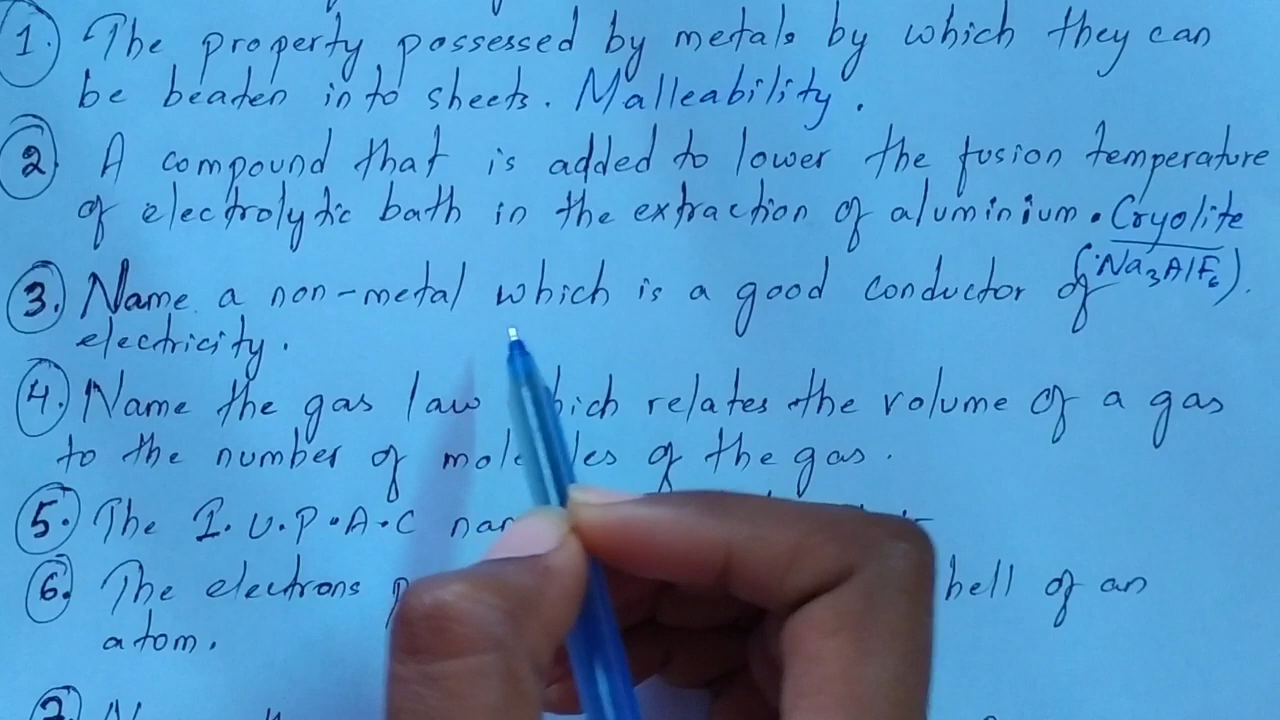 1. The property possessed by metals by which they can
be beaten into sheets. Malleability.
2 A compound that is added to lower the fusion temperature
of electrolytic bath in the extraction of aluminium. Cryolite
(Na3AlF6).
3. Name a non-metal which is a good conductor of
electricity.
4. Name the gas law which relates the volume of a gas
to the number of molecules of the gas.
5. The I.U.P.A.C
6. The electrons of an
atom.
7.